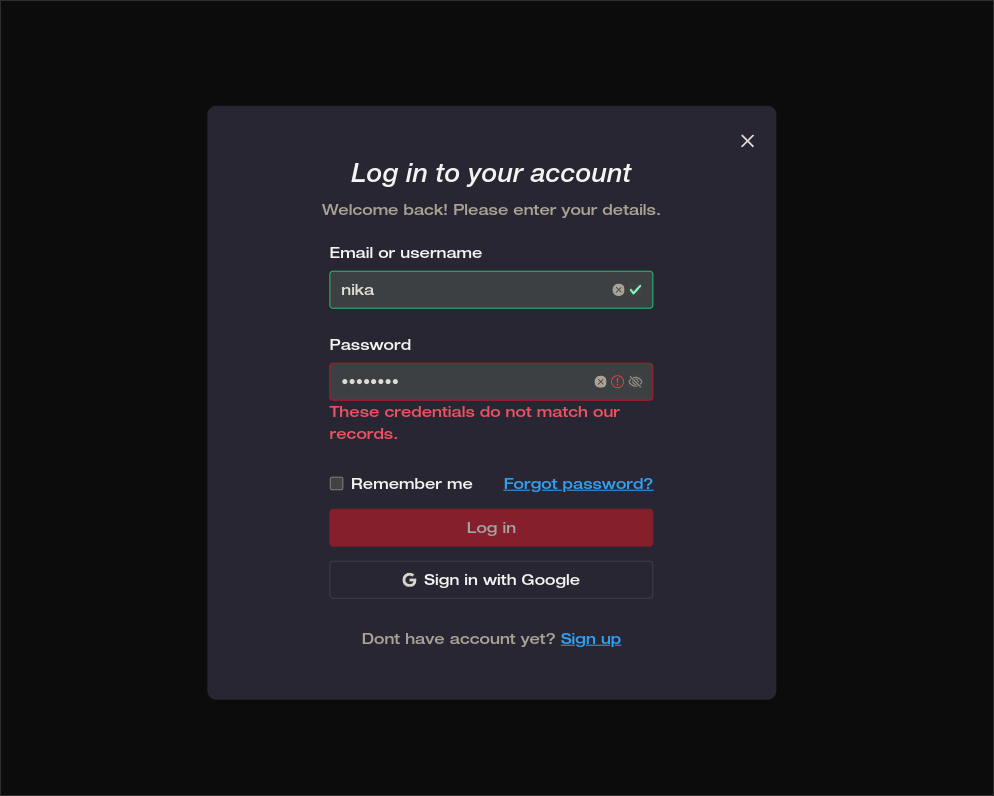 Log in to your account
Welcome back! Please enter your details.
Email or username
nika
Password
••••••••
These credentials do not match our
records.
Remember me Forgot password?
Log in
Sign in with Google
Dont have account yet? Sign up